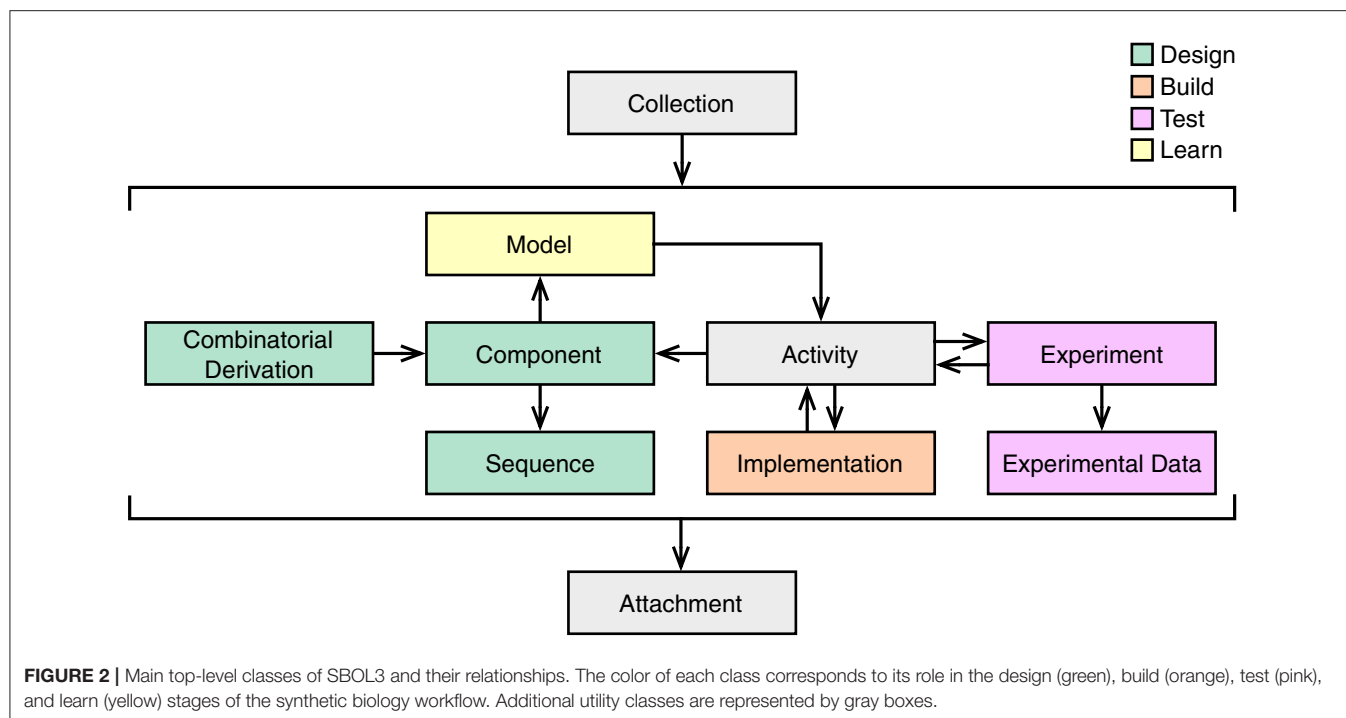 Design
Build
Test
Learn
Collection
Model
Combinatorial
Derivation
Component
Activity
Experiment
Sequence
Implementation
Experimental Data
Attachment
FIGURE 2 | Main top-level classes of SBOL3 and their relationships. The color of each class corresponds to its role in the design (green), build (orange), test (pink),
and learn (yellow) stages of the synthetic biology workflow. Additional utility classes are represented by gray boxes.